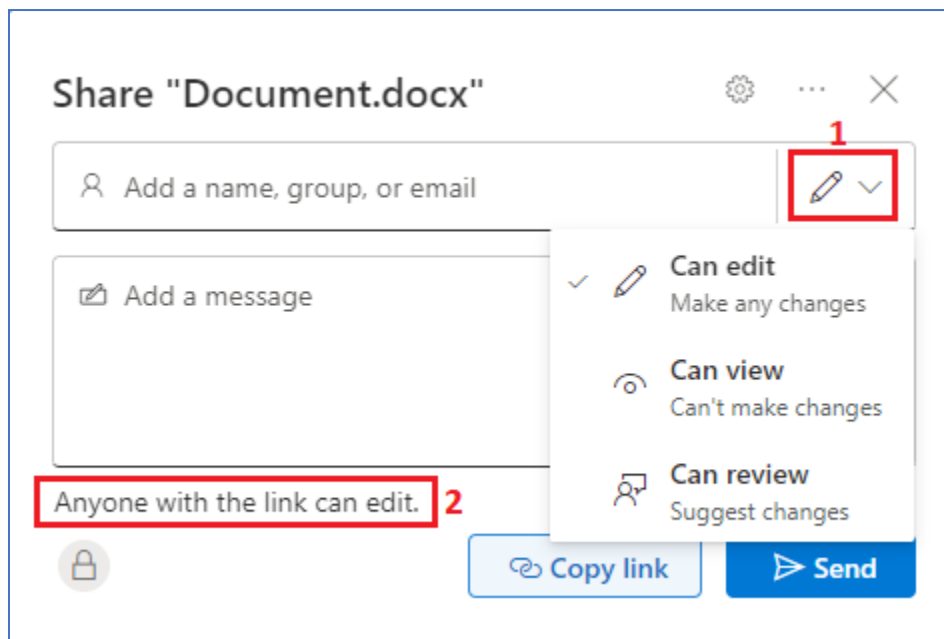 Share "Document.docx"
1
Add a name, group, or email
Can edit
Make any changes
Add a message
Can view
Can't make changes
Can review
Suggest changes
Anyone with the link can edit. 2
Copy link
Send